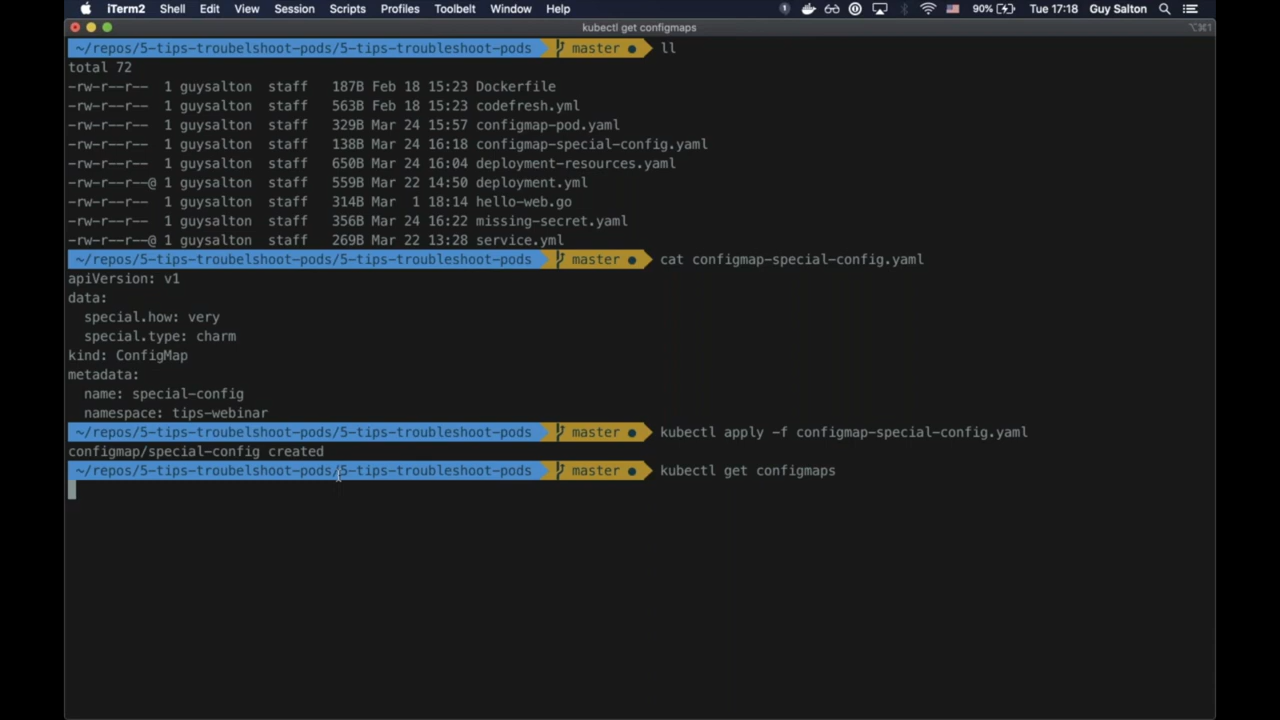 iTerm2 Shell Edit View Session Scripts Profiles Toolbelt Window Help 90% Tue 17:18 Guy Salton
kubectl get configmaps ⌥⌘1
~/repos/5-tips-troubelshoot-pods/5-tips-troubleshoot-pods master ● ll
total 72
-rw-r--r-- 1 guysalton staff 187B Feb 18 15:23 Dockerfile
-rw-r--r-- 1 guysalton staff 563B Feb 18 15:23 codefresh.yml
-rw-r--r-- 1 guysalton staff 329B Mar 24 15:57 configmap-pod.yaml
-rw-r--r-- 1 guysalton staff 138B Mar 24 16:18 configmap-special-config.yaml
-rw-r--r-- 1 guysalton staff 650B Mar 24 16:04 deployment-resources.yaml
-rw-r--r--@ 1 guysalton staff 559B Mar 22 14:50 deployment.yml
-rw-r--r-- 1 guysalton staff 314B Mar 1 18:14 hello-web.go
-rw-r--r-- 1 guysalton staff 356B Mar 24 16:22 missing-secret.yaml
-rw-r--r--@ 1 guysalton staff 269B Mar 22 13:28 service.yml
~/repos/5-tips-troubelshoot-pods/5-tips-troubleshoot-pods master ● cat configmap-special-config.yaml
apiVersion: v1
data:
  special.how: very
  special.type: charm
kind: ConfigMap
metadata:
  name: special-config
  namespace: tips-webinar
~/repos/5-tips-troubelshoot-pods/5-tips-troubleshoot-pods master ● kubectl apply -f configmap-special-config.yaml
configmap/special-config created
~/repos/5-tips-troubelshoot-pods/5-tips-troubleshoot-pods master ● kubectl get configmaps